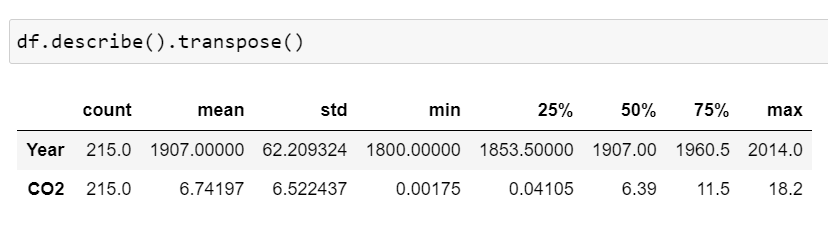 df.describe().transpose()
count mean std min 25% 50% 75% max
Year 215.0 1907.00000 62.209324 1800.00000 1853.50000 1907.00 1960.5 2014.0
CO2 215.0 6.74197 6.522437 0.00175 0.04105 6.39 11.5 18.2